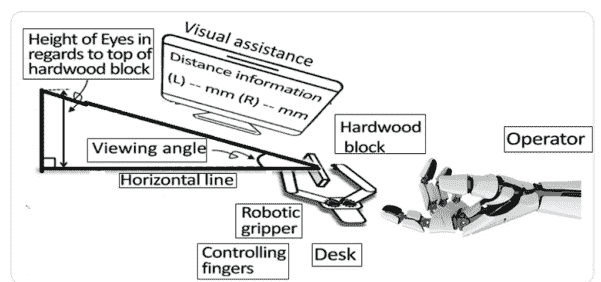 Height of Eyes in
regards to top of
hardwood block
Visual assistance
Distance information
(L) -- mm (R) -- mm
Hardwood
block
Operator
Viewing angle
Horizontal line
Robotic
gripper
Controlling
fingers
Desk